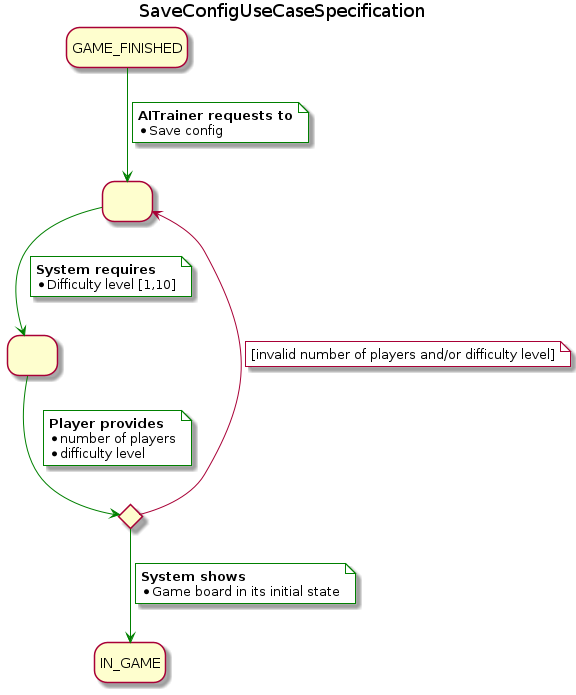 SaveConfigUseCaseSpecification
GAME_FINISHED
AITrainer requests to
• Save config
System requires
• Difficulty level [1,10]
[invalid number of players and/or difficulty level]
Player provides
• number of players
• difficulty level
System shows
• Game board in its initial state
IN_GAME